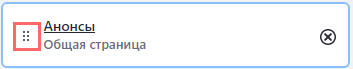 Анонсы
Общая страница